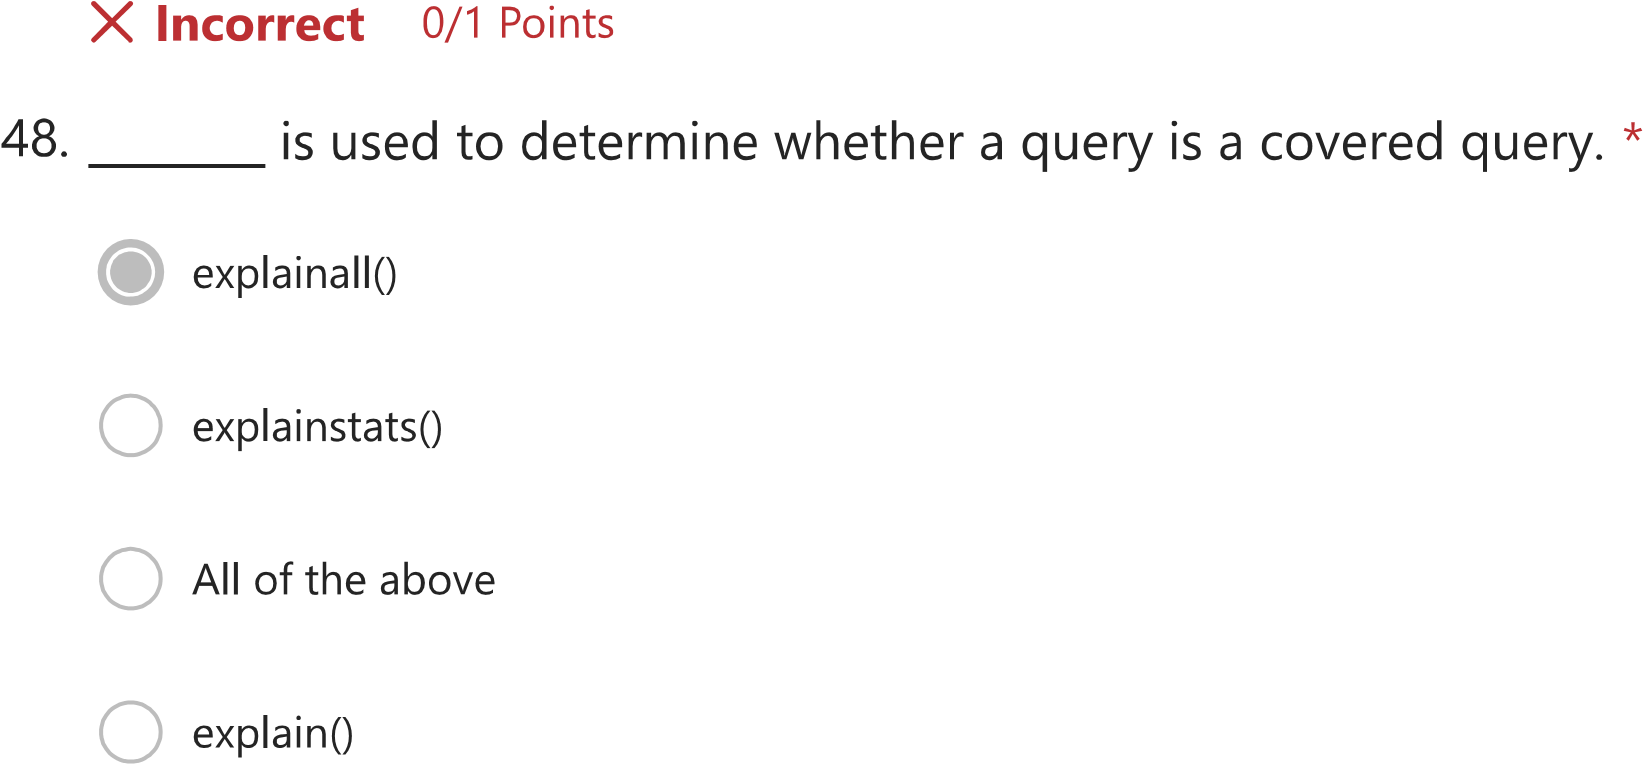 Incorrect 0/1 Points
48. _______ is used to determine whether a query is a covered query. *
explainall()
explainstats()
All of the above
explain()